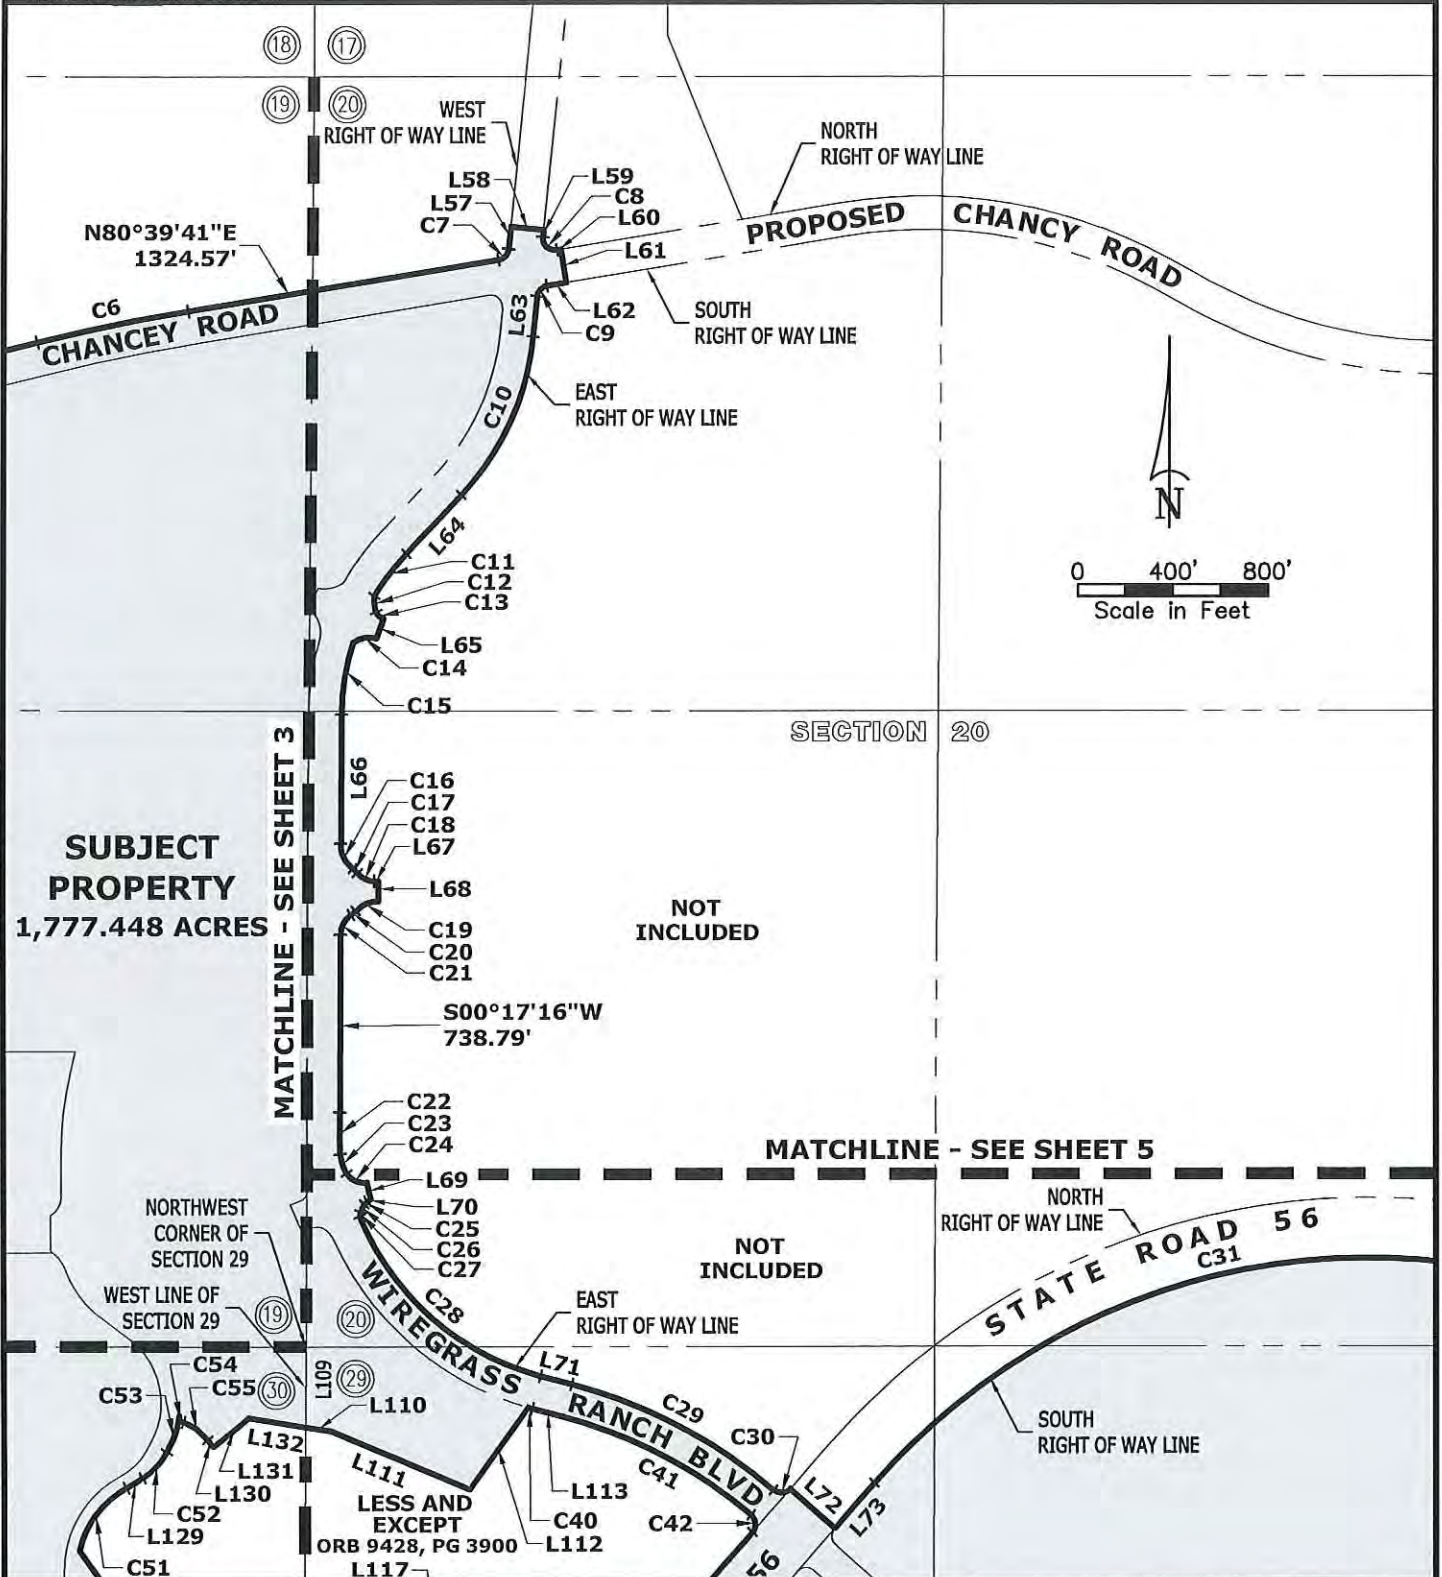 18
17
19
20
WEST
RIGHT OF WAY LINE
NORTH
RIGHT OF WAY LINE
L58
L59
L57
C8
C7
L60
L61
PROPOSED CHANCY ROAD
N80°39'41"E
1324.57'
C6
CHANCEY ROAD
L63
L62
C9
SOUTH
RIGHT OF WAY LINE
C10
EAST
RIGHT OF WAY LINE
L64
N
0 400' 800'
Scale in Feet
C11
C12
C13
L65
C14
C15
SECTION 20
MATCHLINE - SEE SHEET 3
L66
C16
C17
C18
L67
L68
SUBJECT
PROPERTY
1,777.448 ACRES
NOT
INCLUDED
C19
C20
C21
S00°17'16"W
738.79'
C22
C23
C24
MATCHLINE - SEE SHEET 5
L69
L70
C25
C26
C27
NORTHWEST
CORNER OF
SECTION 29
WEST LINE OF
SECTION 29
NORTH
RIGHT OF WAY LINE
STATE ROAD 56
C31
NOT
INCLUDED
19
20
30
29
WIREGRASS RANCH BLVD
C28
EAST
RIGHT OF WAY LINE
L71
C29
C30
L72
L73
SOUTH
RIGHT OF WAY LINE
C54
C53
C55
L109
L110
L132
L131
L130
L111
C52
L129
C51
LESS AND
EXCEPT
ORB 9428, PG 3900
L117
L113
C40
L112
C41
C42
56